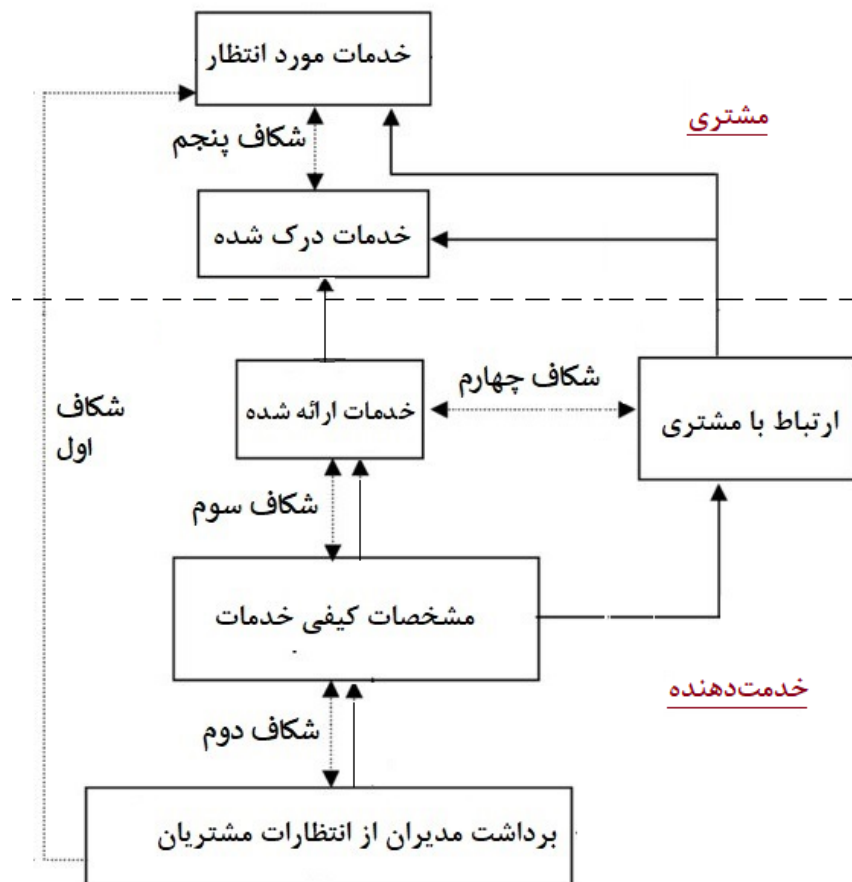 خدمات مورد انتظار
مشتری
شکاف پنجم
خدمات درک شده
شکاف چهارم
خدمات ارائه شده
ارتباط با مشتری
شکاف
اول
شکاف سوم
مشخصات کیفی خدمات
خدمت‌دهنده
شکاف دوم
برداشت مدیران از انتظارات مشتریان